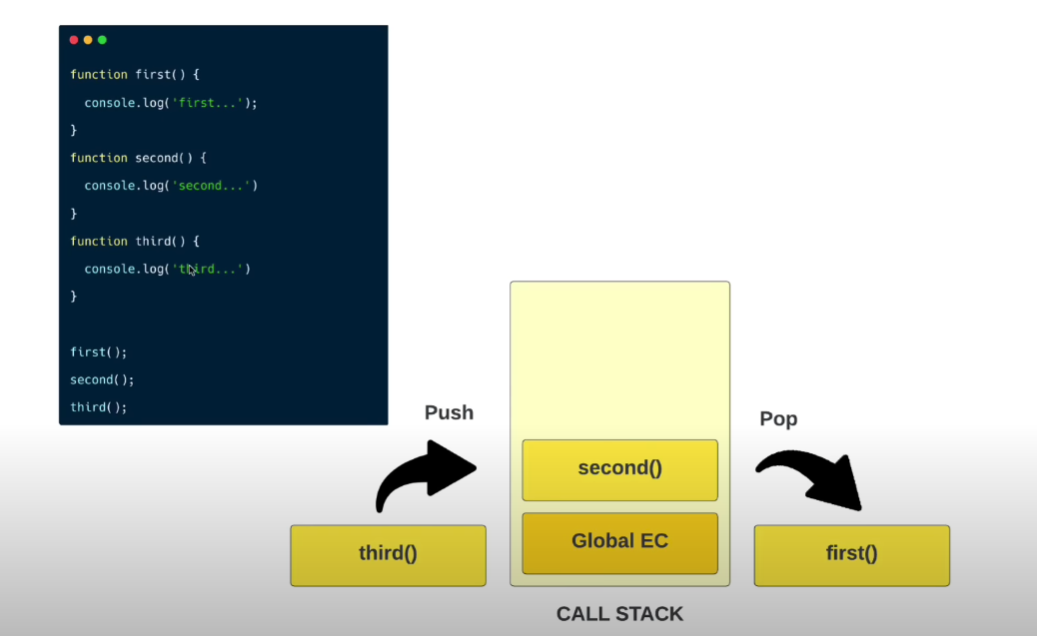 function first() {
console.log('first...');
}
function second() {
console.log('second...')
}
function third() {
console.log('third...')
}
first();
second();
third();
Push
Pop
second()
Global EC
third()
first()
CALL STACK